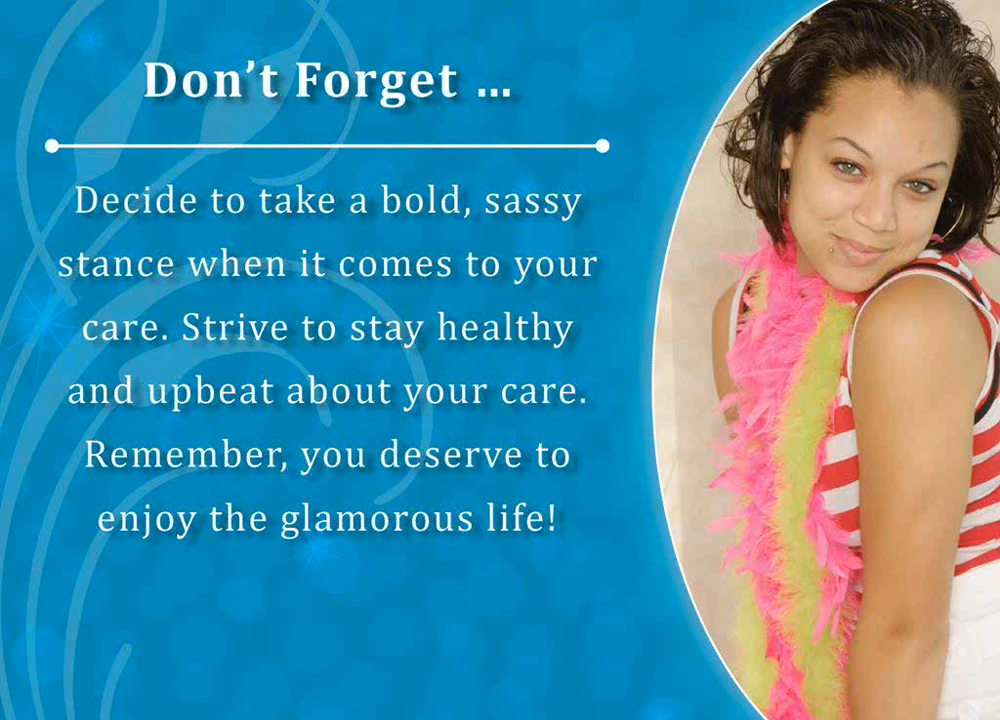 Don’t Forget ...
Decide to take a bold, sassy
stance when it comes to your
care. Strive to stay healthy
and upbeat about your care.
Remember, you deserve to
enjoy the glamorous life!